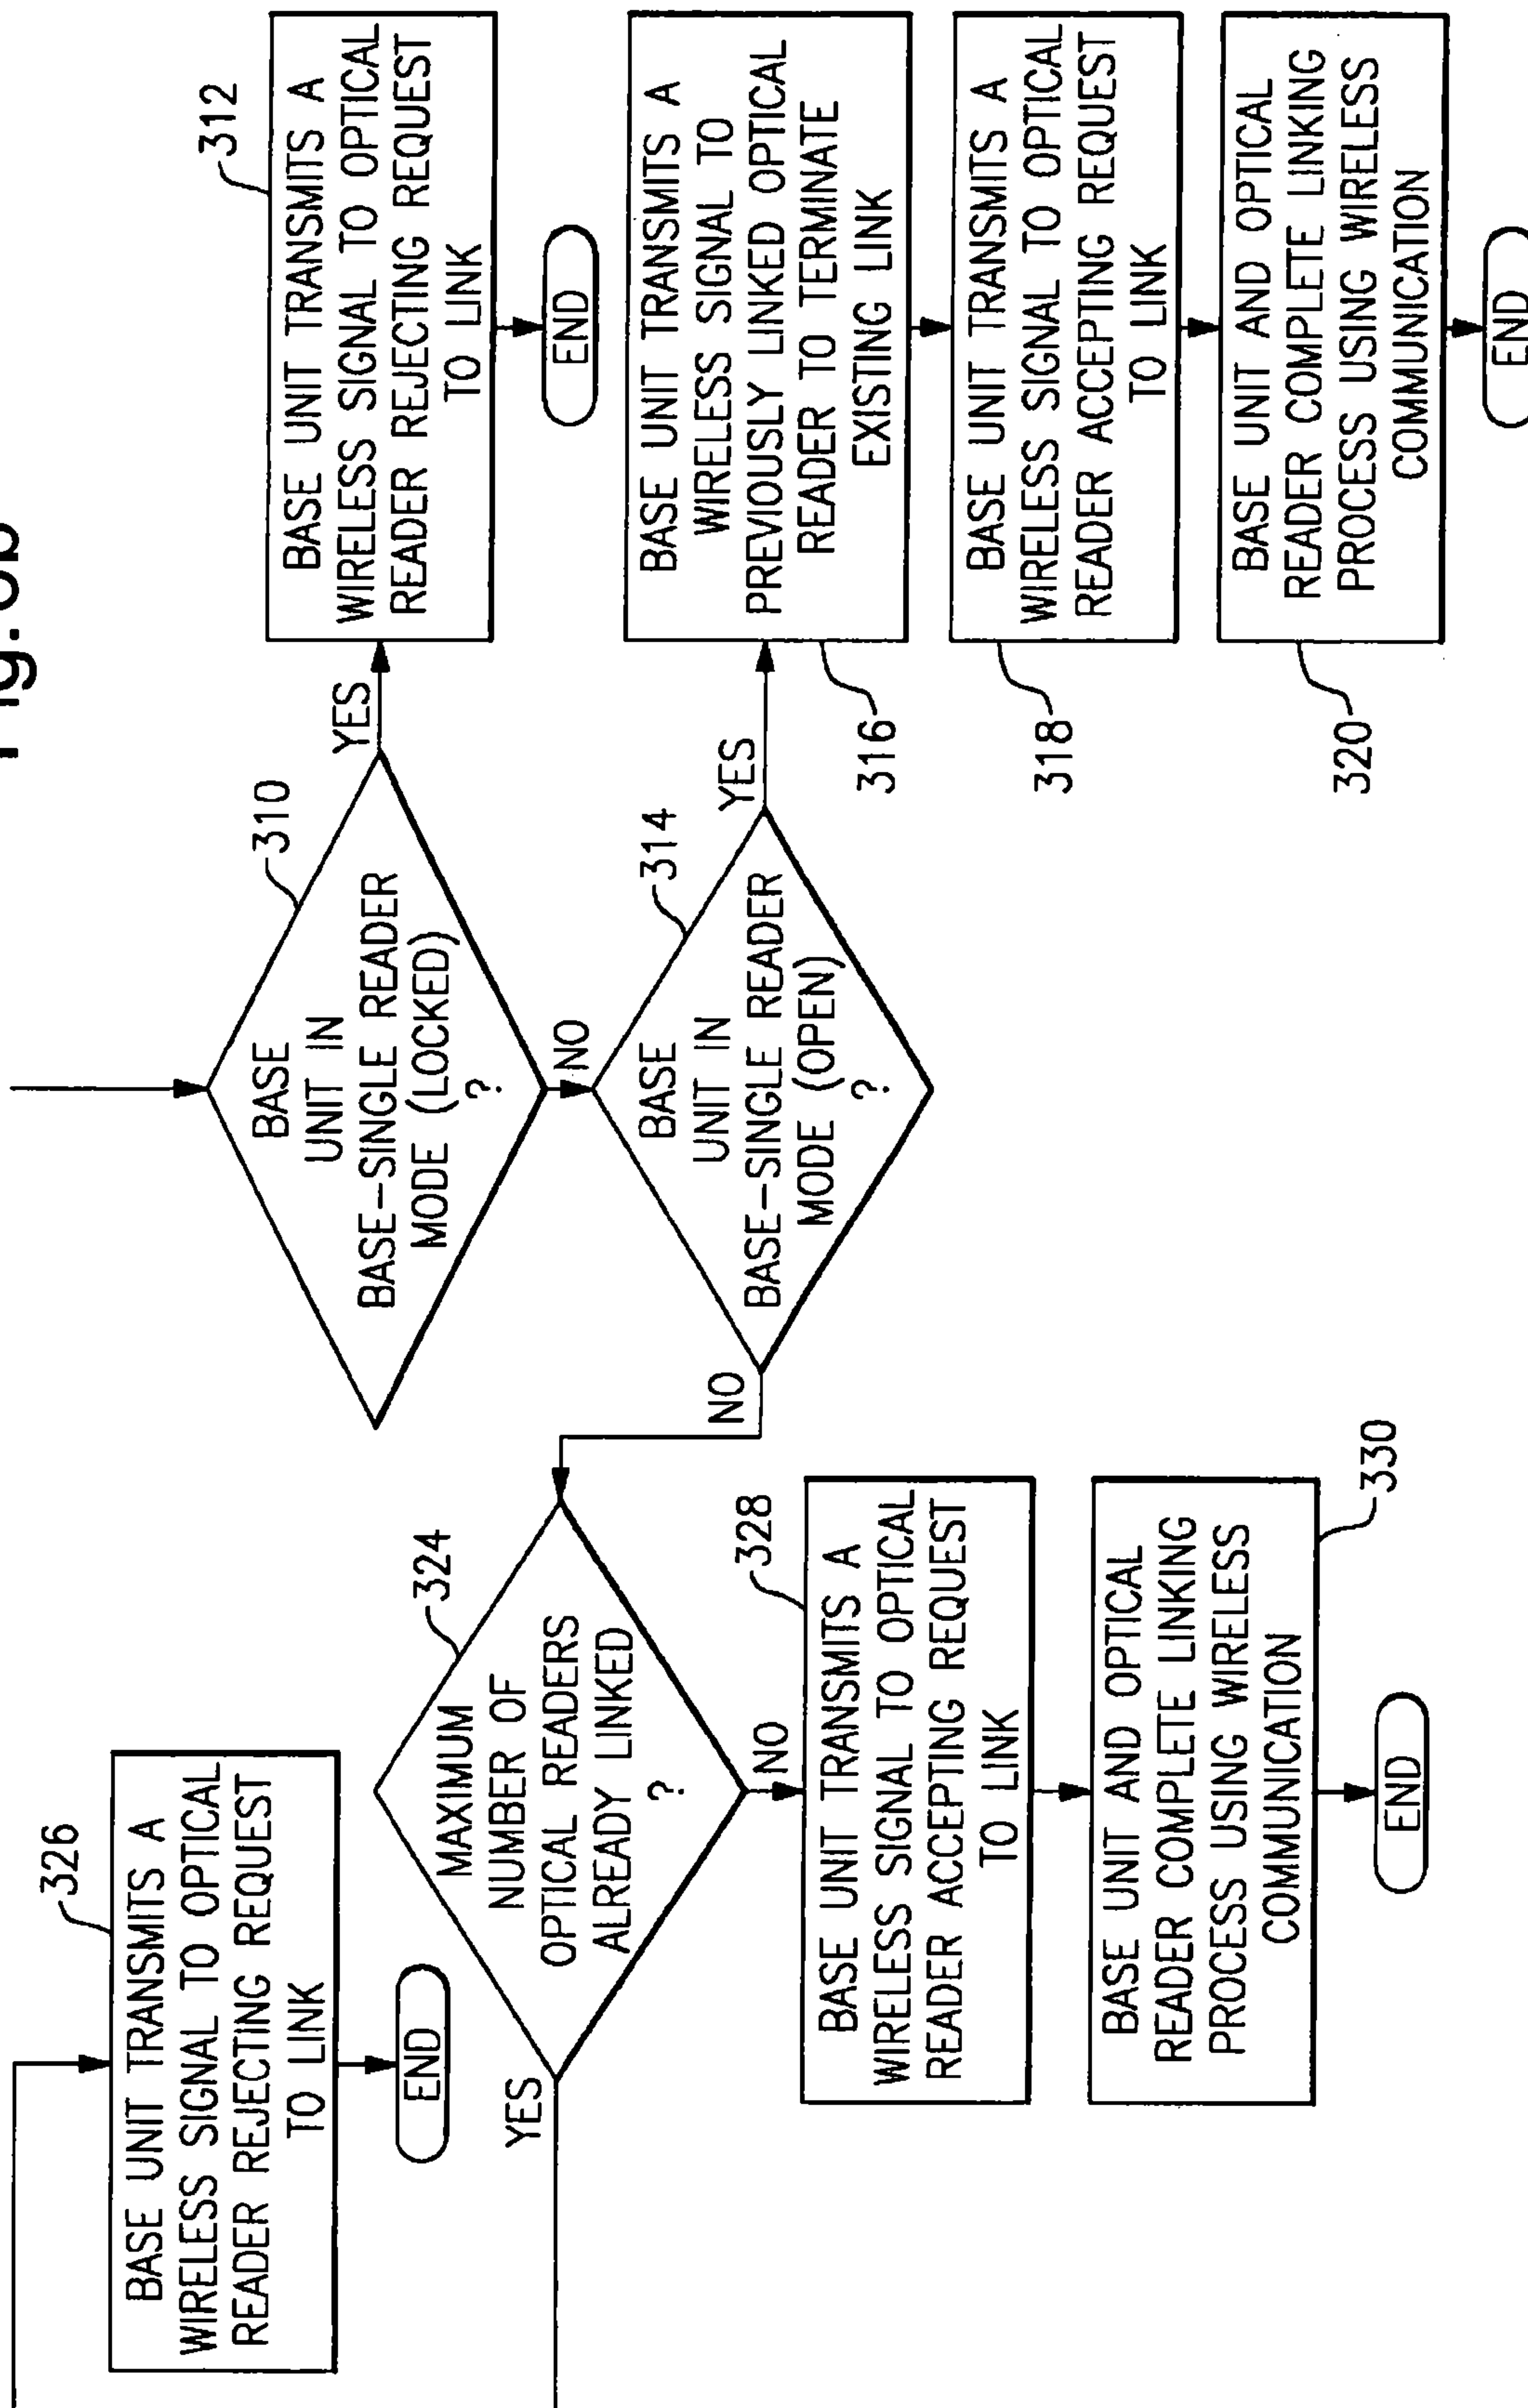 310
BASE
UNIT IN
BASE-SINGLE READER
MODE (LOCKED)
?
YES
NO
312
BASE UNIT TRANSMITS A
WIRELESS SIGNAL TO OPTICAL
READER REJECTING REQUEST
TO LINK
END
314
BASE
UNIT IN
BASE-SINGLE READER
MODE (OPEN)
?
YES
NO
316
BASE UNIT TRANSMITS A
WIRELESS SIGNAL TO
PREVIOUSLY LINKED OPTICAL
READER TO TERMINATE
EXISTING LINK
318
BASE UNIT TRANSMITS A
WIRELESS SIGNAL TO OPTICAL
READER ACCEPTING REQUEST
TO LINK
320
BASE UNIT AND OPTICAL
READER COMPLETE LINKING
PROCESS USING WIRELESS
COMMUNICATION
END
324
MAXIMUM
NUMBER OF
OPTICAL READERS
ALREADY LINKED
?
YES
NO
326
BASE UNIT TRANSMITS A
WIRELESS SIGNAL TO OPTICAL
READER REJECTING REQUEST
TO LINK
END
328
BASE UNIT TRANSMITS A
WIRELESS SIGNAL TO OPTICAL
READER ACCEPTING REQUEST
TO LINK
330
BASE UNIT AND OPTICAL
READER COMPLETE LINKING
PROCESS USING WIRELESS
COMMUNICATION
END